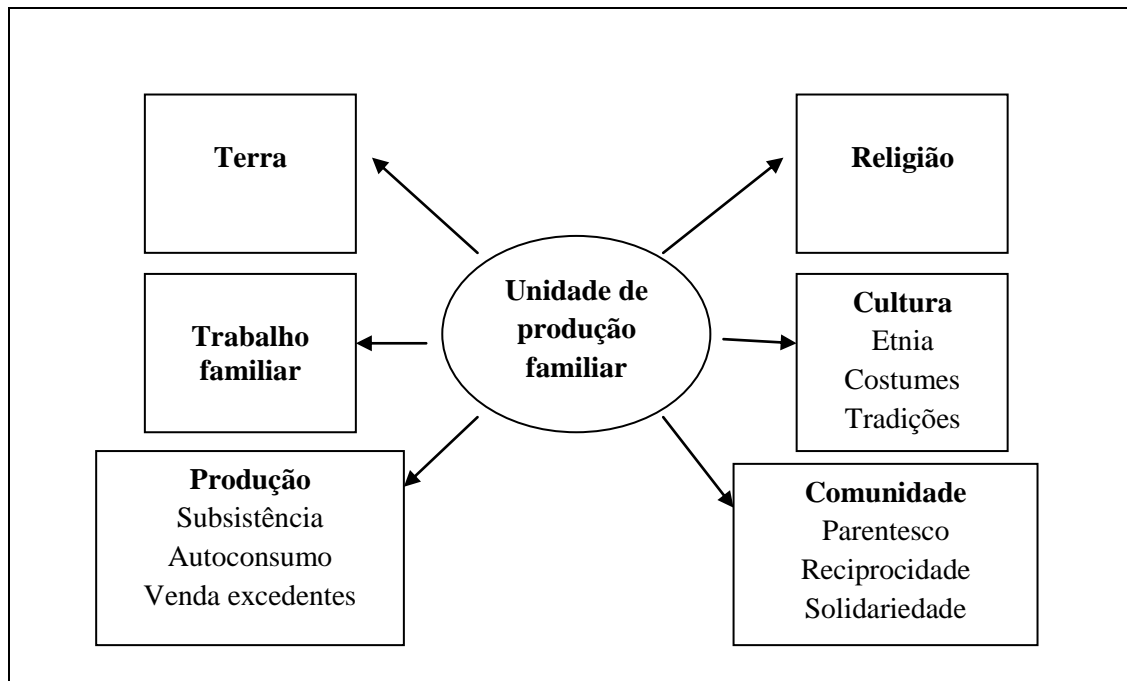 Terra
Religião
Unidade de
produção
familiar
Trabalho
familiar
Cultura
Etnia
Costumes
Tradições
Produção
Subsistência
Autoconsumo
Venda excedentes
Comunidade
Parentesco
Reciprocidade
Solidariedade